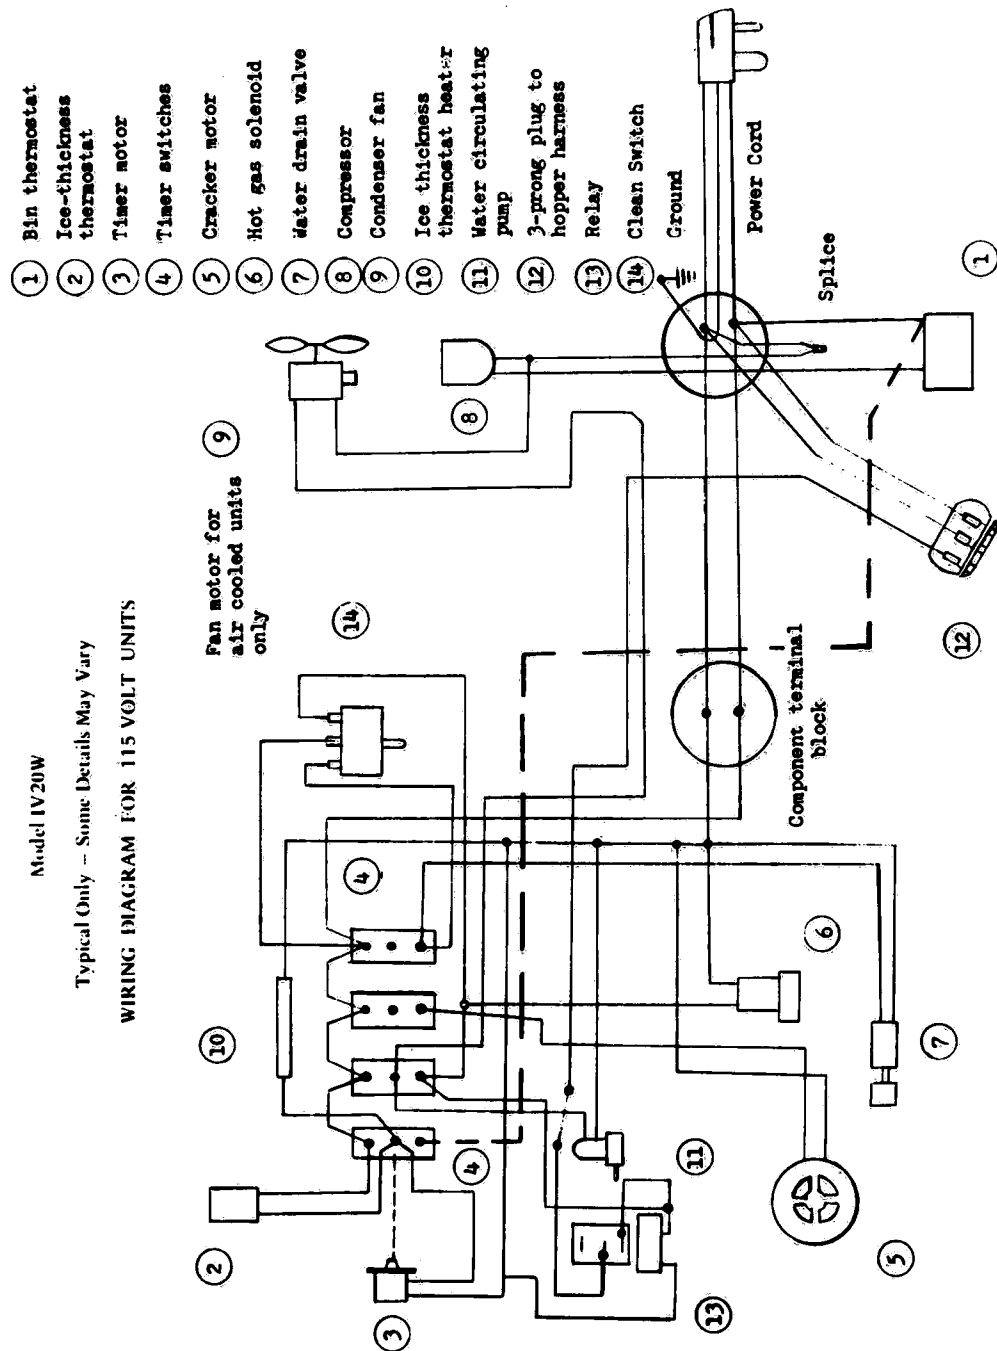 Model IV20W
Typical Only – Some Details May Vary
WIRING DIAGRAM FOR 115 VOLT UNITS
1 Bin thermostat
2 Ice-thickness
thermostat
3 Timer motor
4 Timer switches
5 Cracker motor
6 Hot gas solenoid
7 Water drain valve
8 Compressor
9 Condenser fan
10 Ice thickness
thermostat heater
11 Water circulating
pump
12 3-prong plug to
hopper harness
13 Relay
14 Clean Switch
Ground
Fan motor for
air cooled units
only
9
14
10
4
2
3
4
8
Power Cord
Splice
1
Component terminal
block
12
6
7
11
5
13